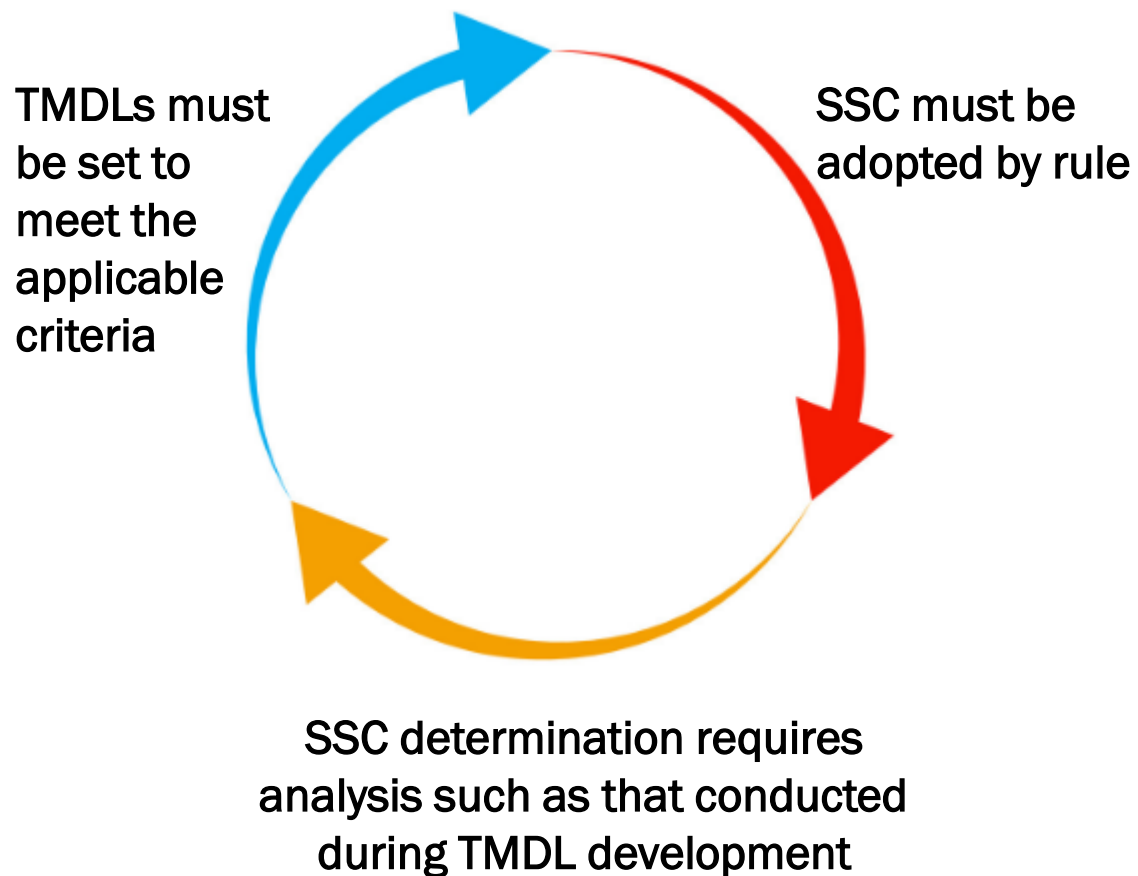 TMDLs must
be set to
meet the
applicable
criteria
SSC must be
adopted by rule
SSC determination requires
analysis such as that conducted
during TMDL development